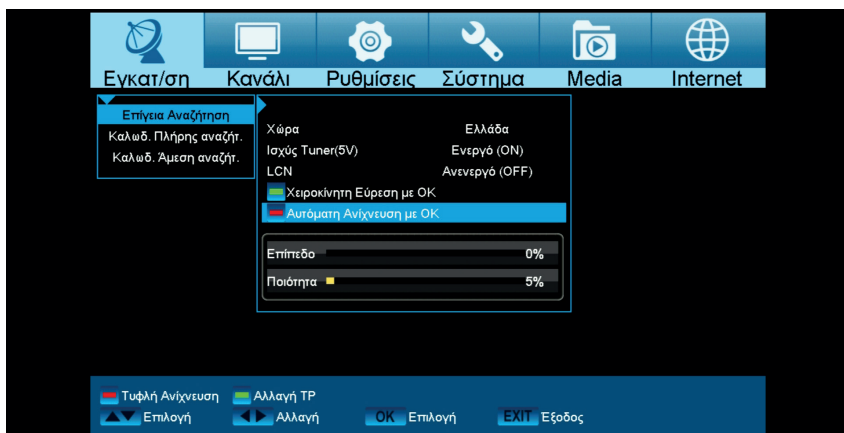 Εγκατ/ση Κανάλι Ρυθμίσεις Σύστημα Media Internet
Επίγεια Αναζήτηση
Καλωδ. Πλήρης αναζήτ.
Καλωδ. Άμεση αναζήτ.
Χώρα Ελλάδα
Ισχύς Tuner(5V) Ενεργό (ON)
LCN Ανενεργό (OFF)
Χειροκίνητη Εύρεση με OK
Αυτόματη Ανίχνευση με OK
Επίπεδο 0%
Ποιότητα 5%
Τυφλή Ανίχνευση Αλλαγή TP
Επιλογή Αλλαγή OK Επιλογή EXIT Έξοδος